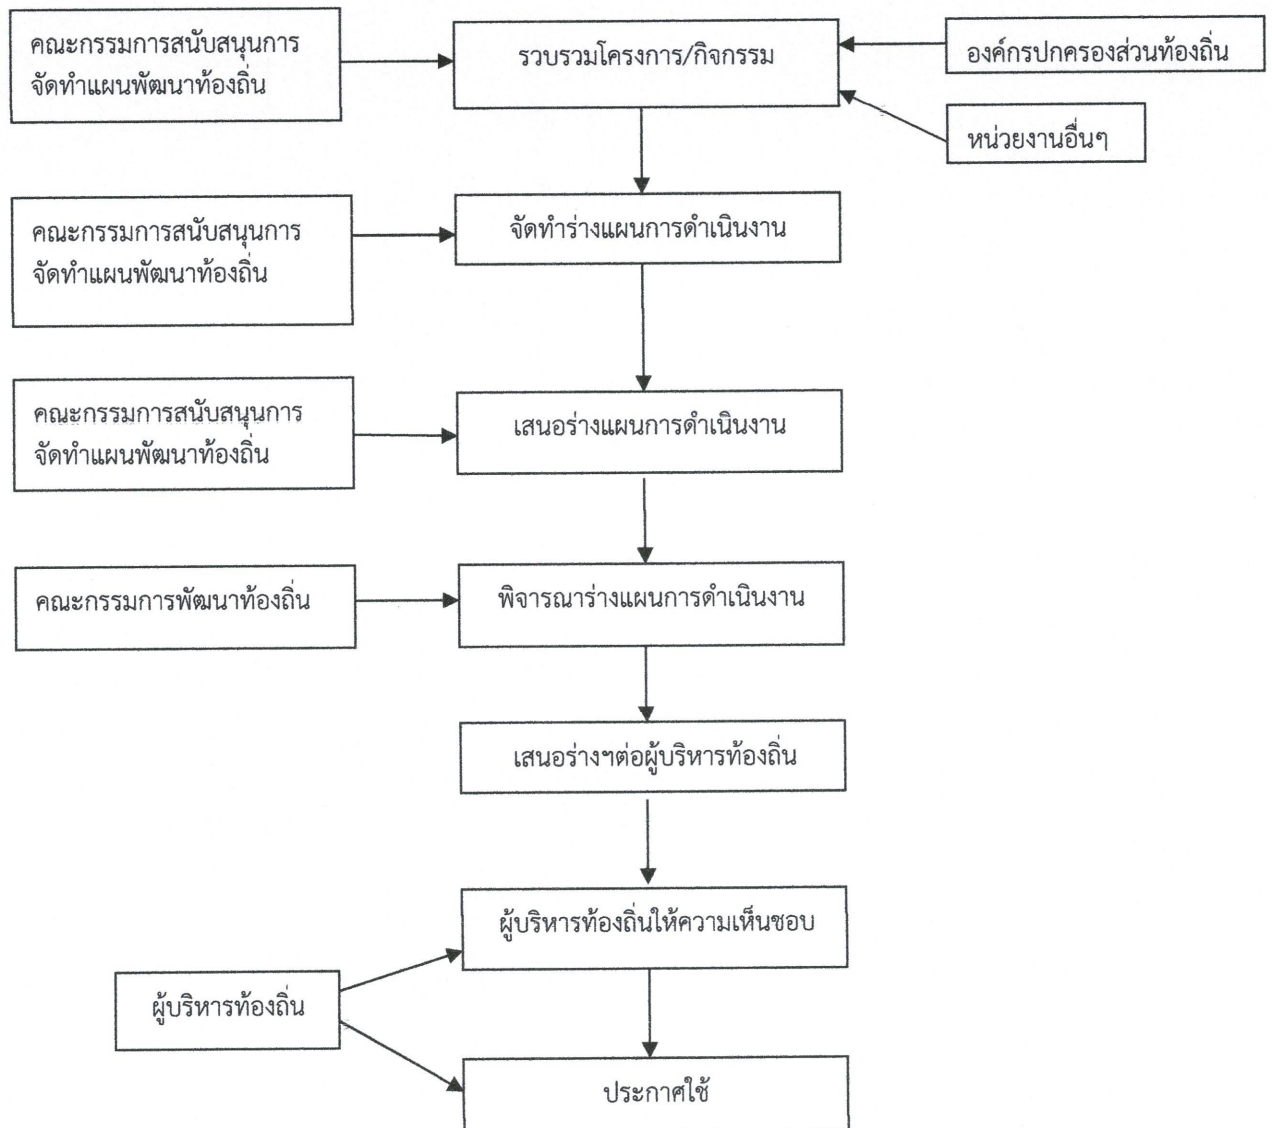 คณะกรรมการสนับสนุนการ
จัดทำแผนพัฒนาท้องถิ่น
รวบรวมโครงการ/กิจกรรม
องค์กรปกครองส่วนท้องถิ่น
หน่วยงานอื่นๆ
คณะกรรมการสนับสนุนการ
จัดทำแผนพัฒนาท้องถิ่น
จัดทำร่างแผนการดำเนินงาน
คณะกรรมการสนับสนุนการ
จัดทำแผนพัฒนาท้องถิ่น
เสนอร่างแผนการดำเนินงาน
คณะกรรมการพัฒนาท้องถิ่น
พิจารณาร่างแผนการดำเนินงาน
เสนอร่างฯต่อผู้บริหารท้องถิ่น
ผู้บริหารท้องถิ่นให้ความเห็นชอบ
ผู้บริหารท้องถิ่น
ประกาศใช้